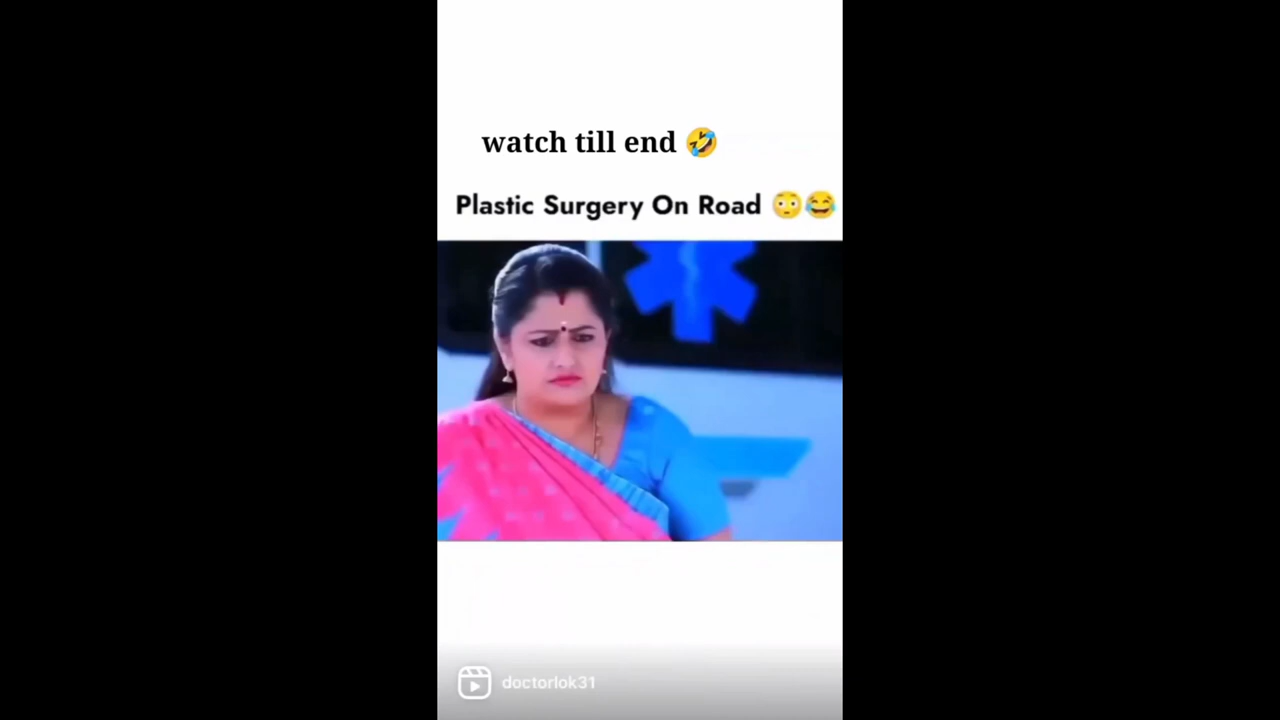 watch till end 🤣
Plastic Surgery On Road 😳😂
doctorlok31